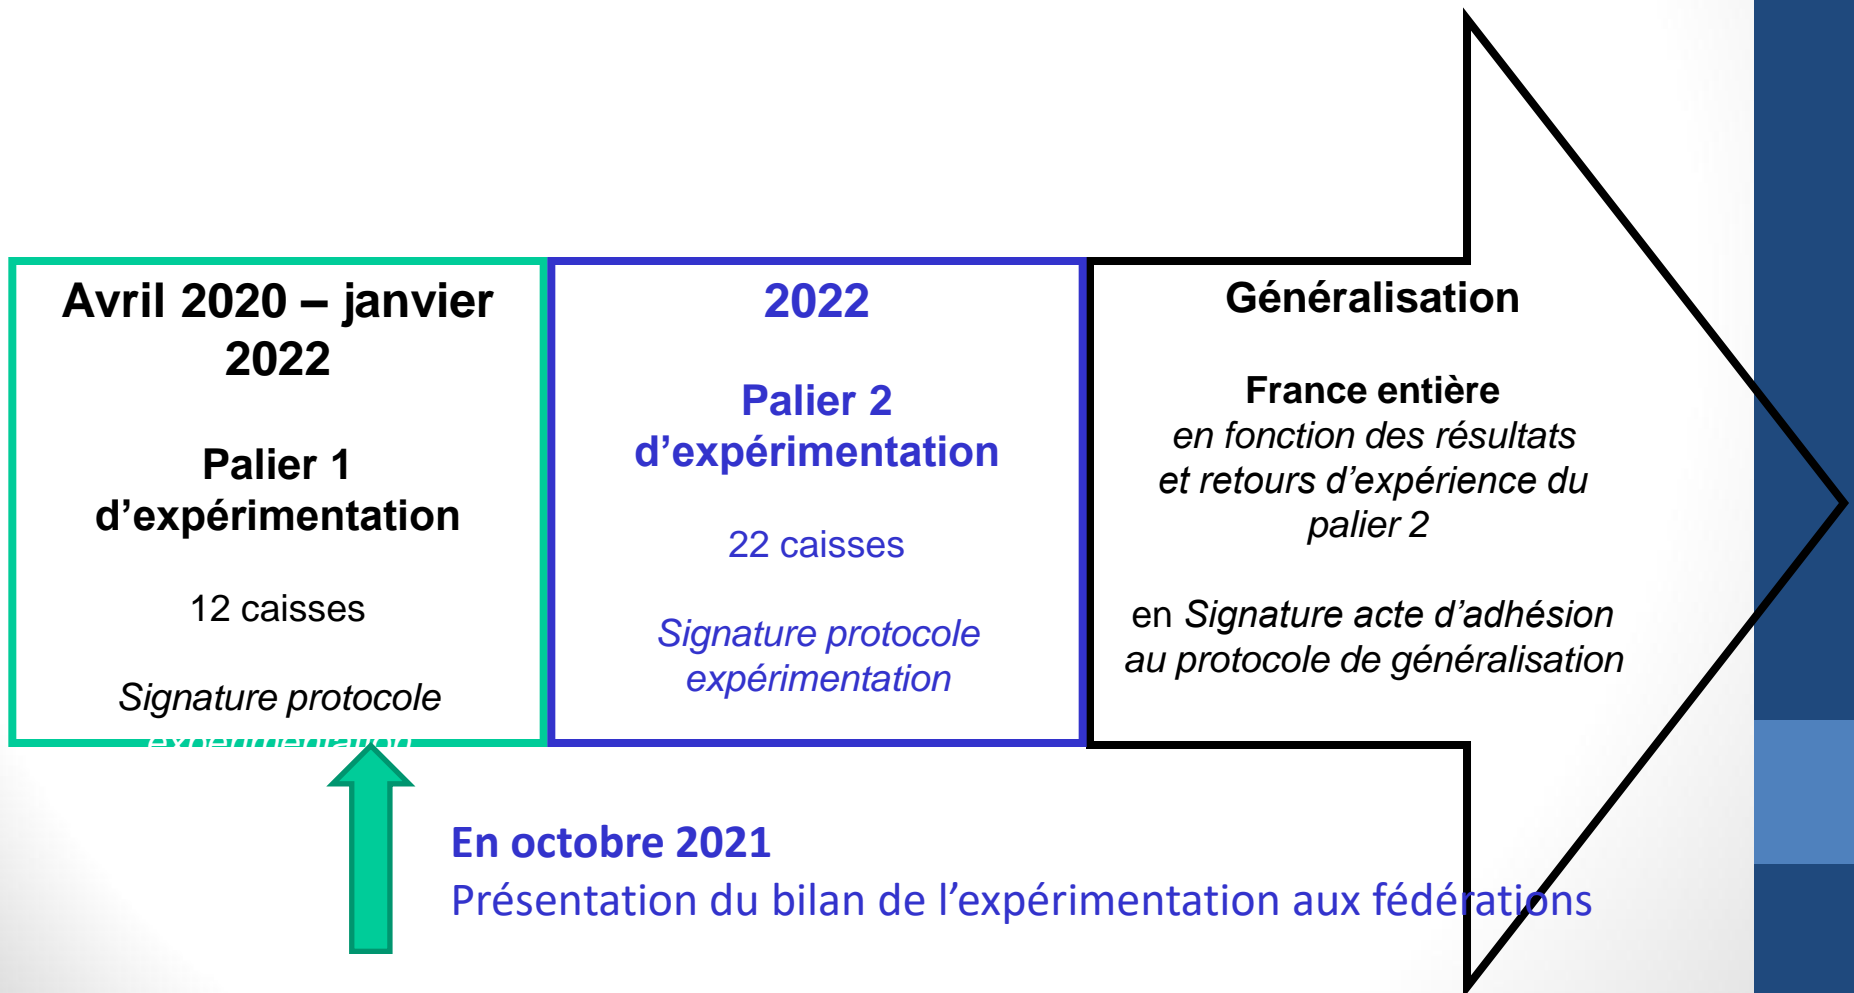 Avril 2020 – janvier
2022
Palier 1
d’expérimentation
12 caisses
Signature protocole
expérimentation
2022
Palier 2
d’expérimentation
22 caisses
Signature protocole
expérimentation
Généralisation
France entière
en fonction des résultats
et retours d’expérience du
palier 2
en Signature acte d’adhésion
au protocole de généralisation
En octobre 2021
Présentation du bilan de l’expérimentation aux fédérations